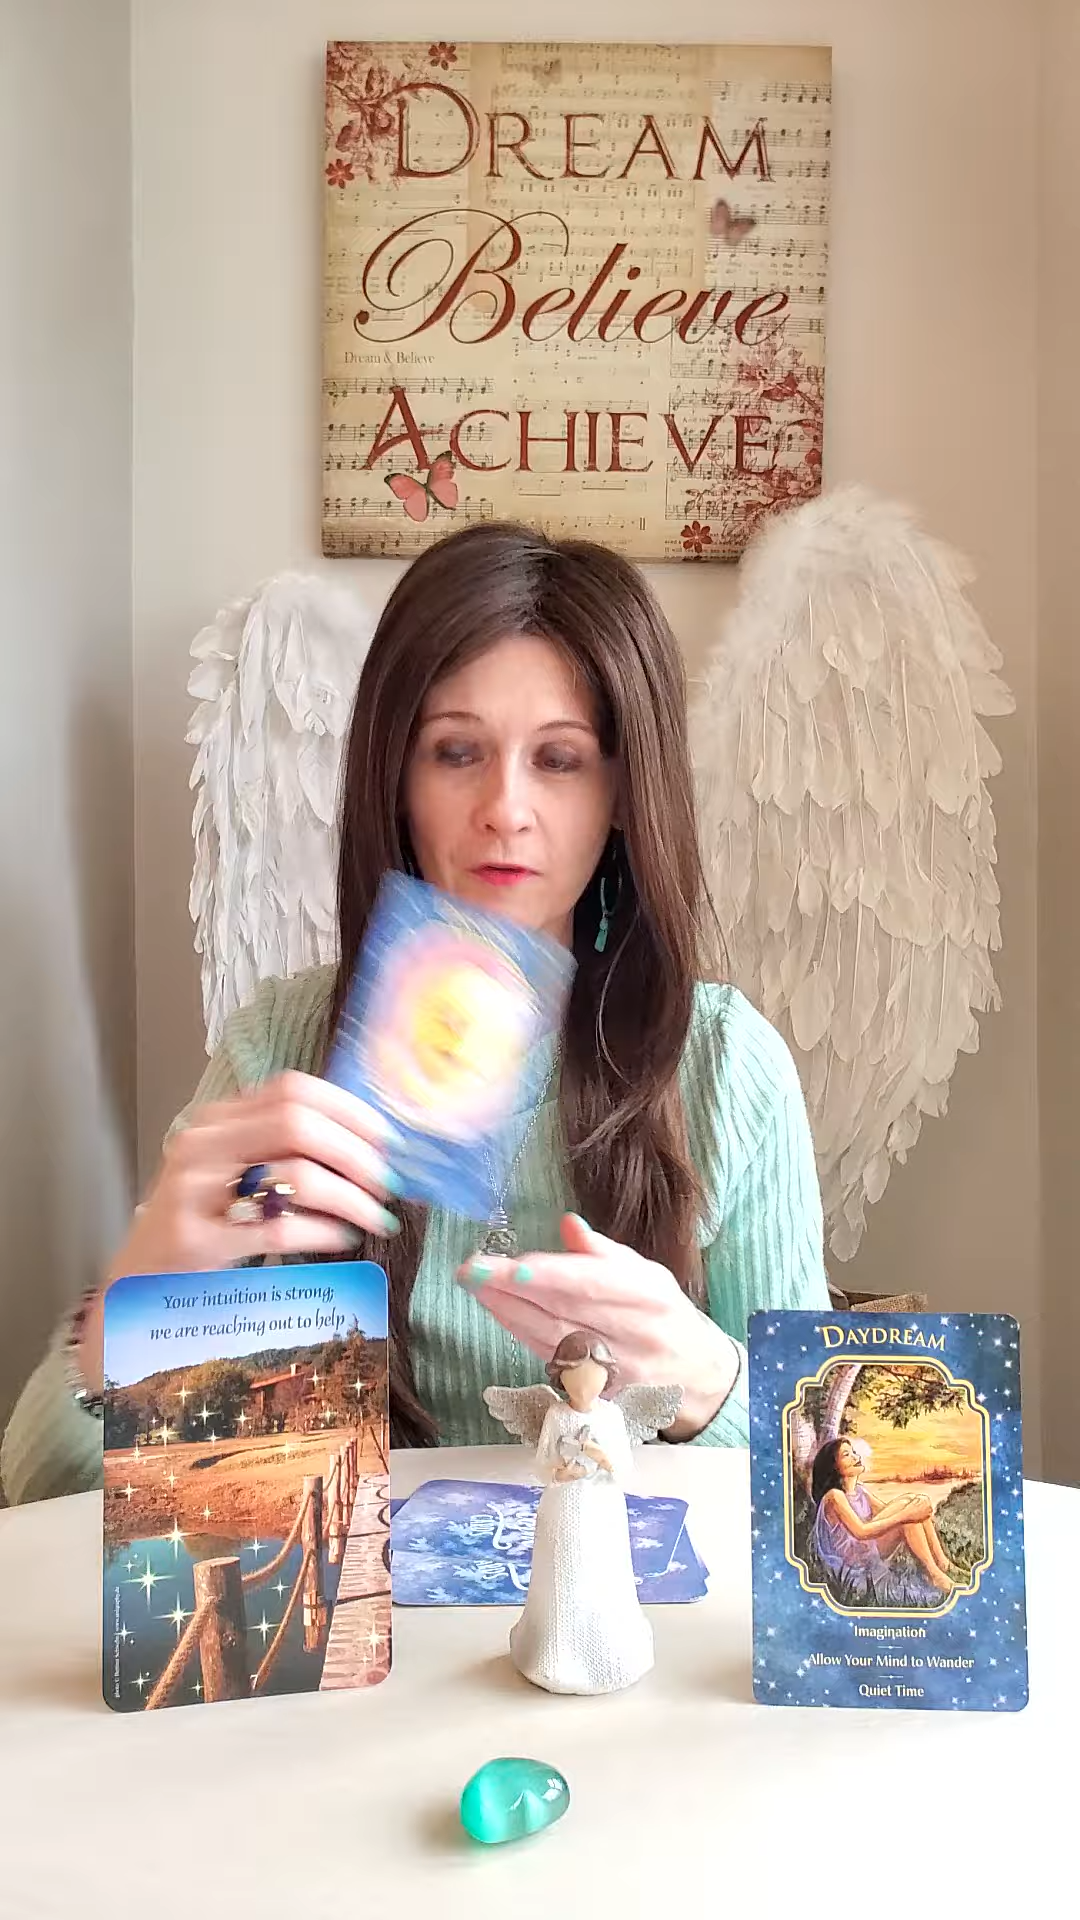 DREAM
Believe
Dream & Believe
ACHIEVE
Your intuition is strong;
we are reaching out to help
DAYDREAM
Imagination
Allow Your Mind to Wander
Quiet Time